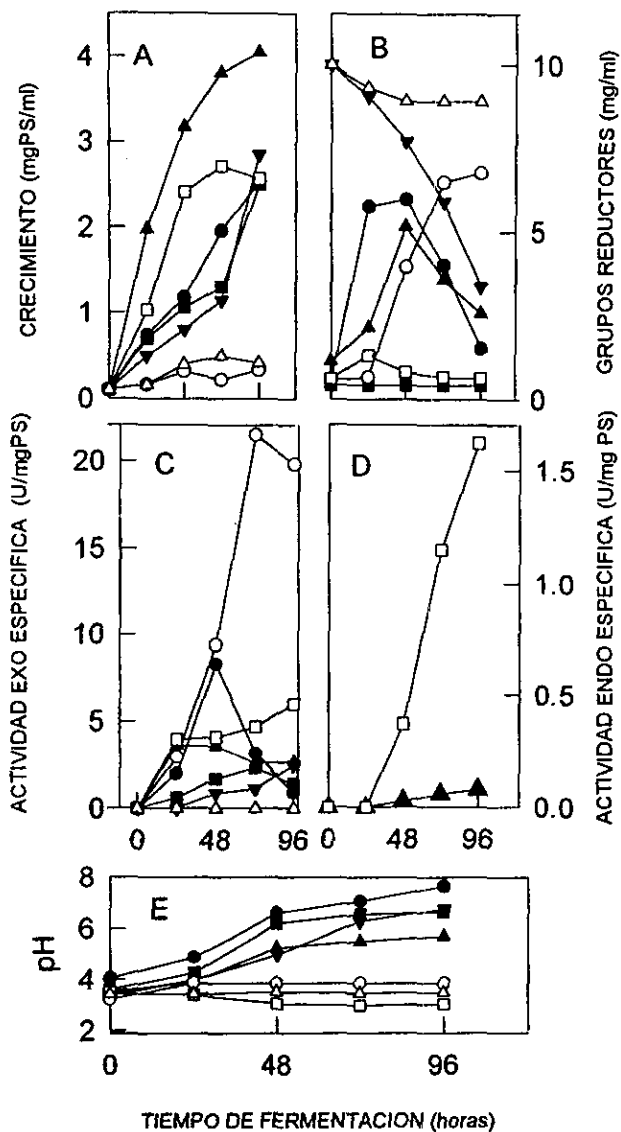 A
B
CRECIMIENTO (mgPS/ml)
4
3
2
1
0
GRUPOS REDUCTORES (mg/ml)
10
5
0
C
D
ACTIVIDAD EXO ESPECIFICA (U/mgPS)
20
15
10
5
0
ACTIVIDAD ENDO ESPECIFICA (U/mg PS)
1.5
1.0
0.5
0.0
0 48 96 0 48 96
E
pH
8
6
4
2
0 48 96
TIEMPO DE FERMENTACION (horas)